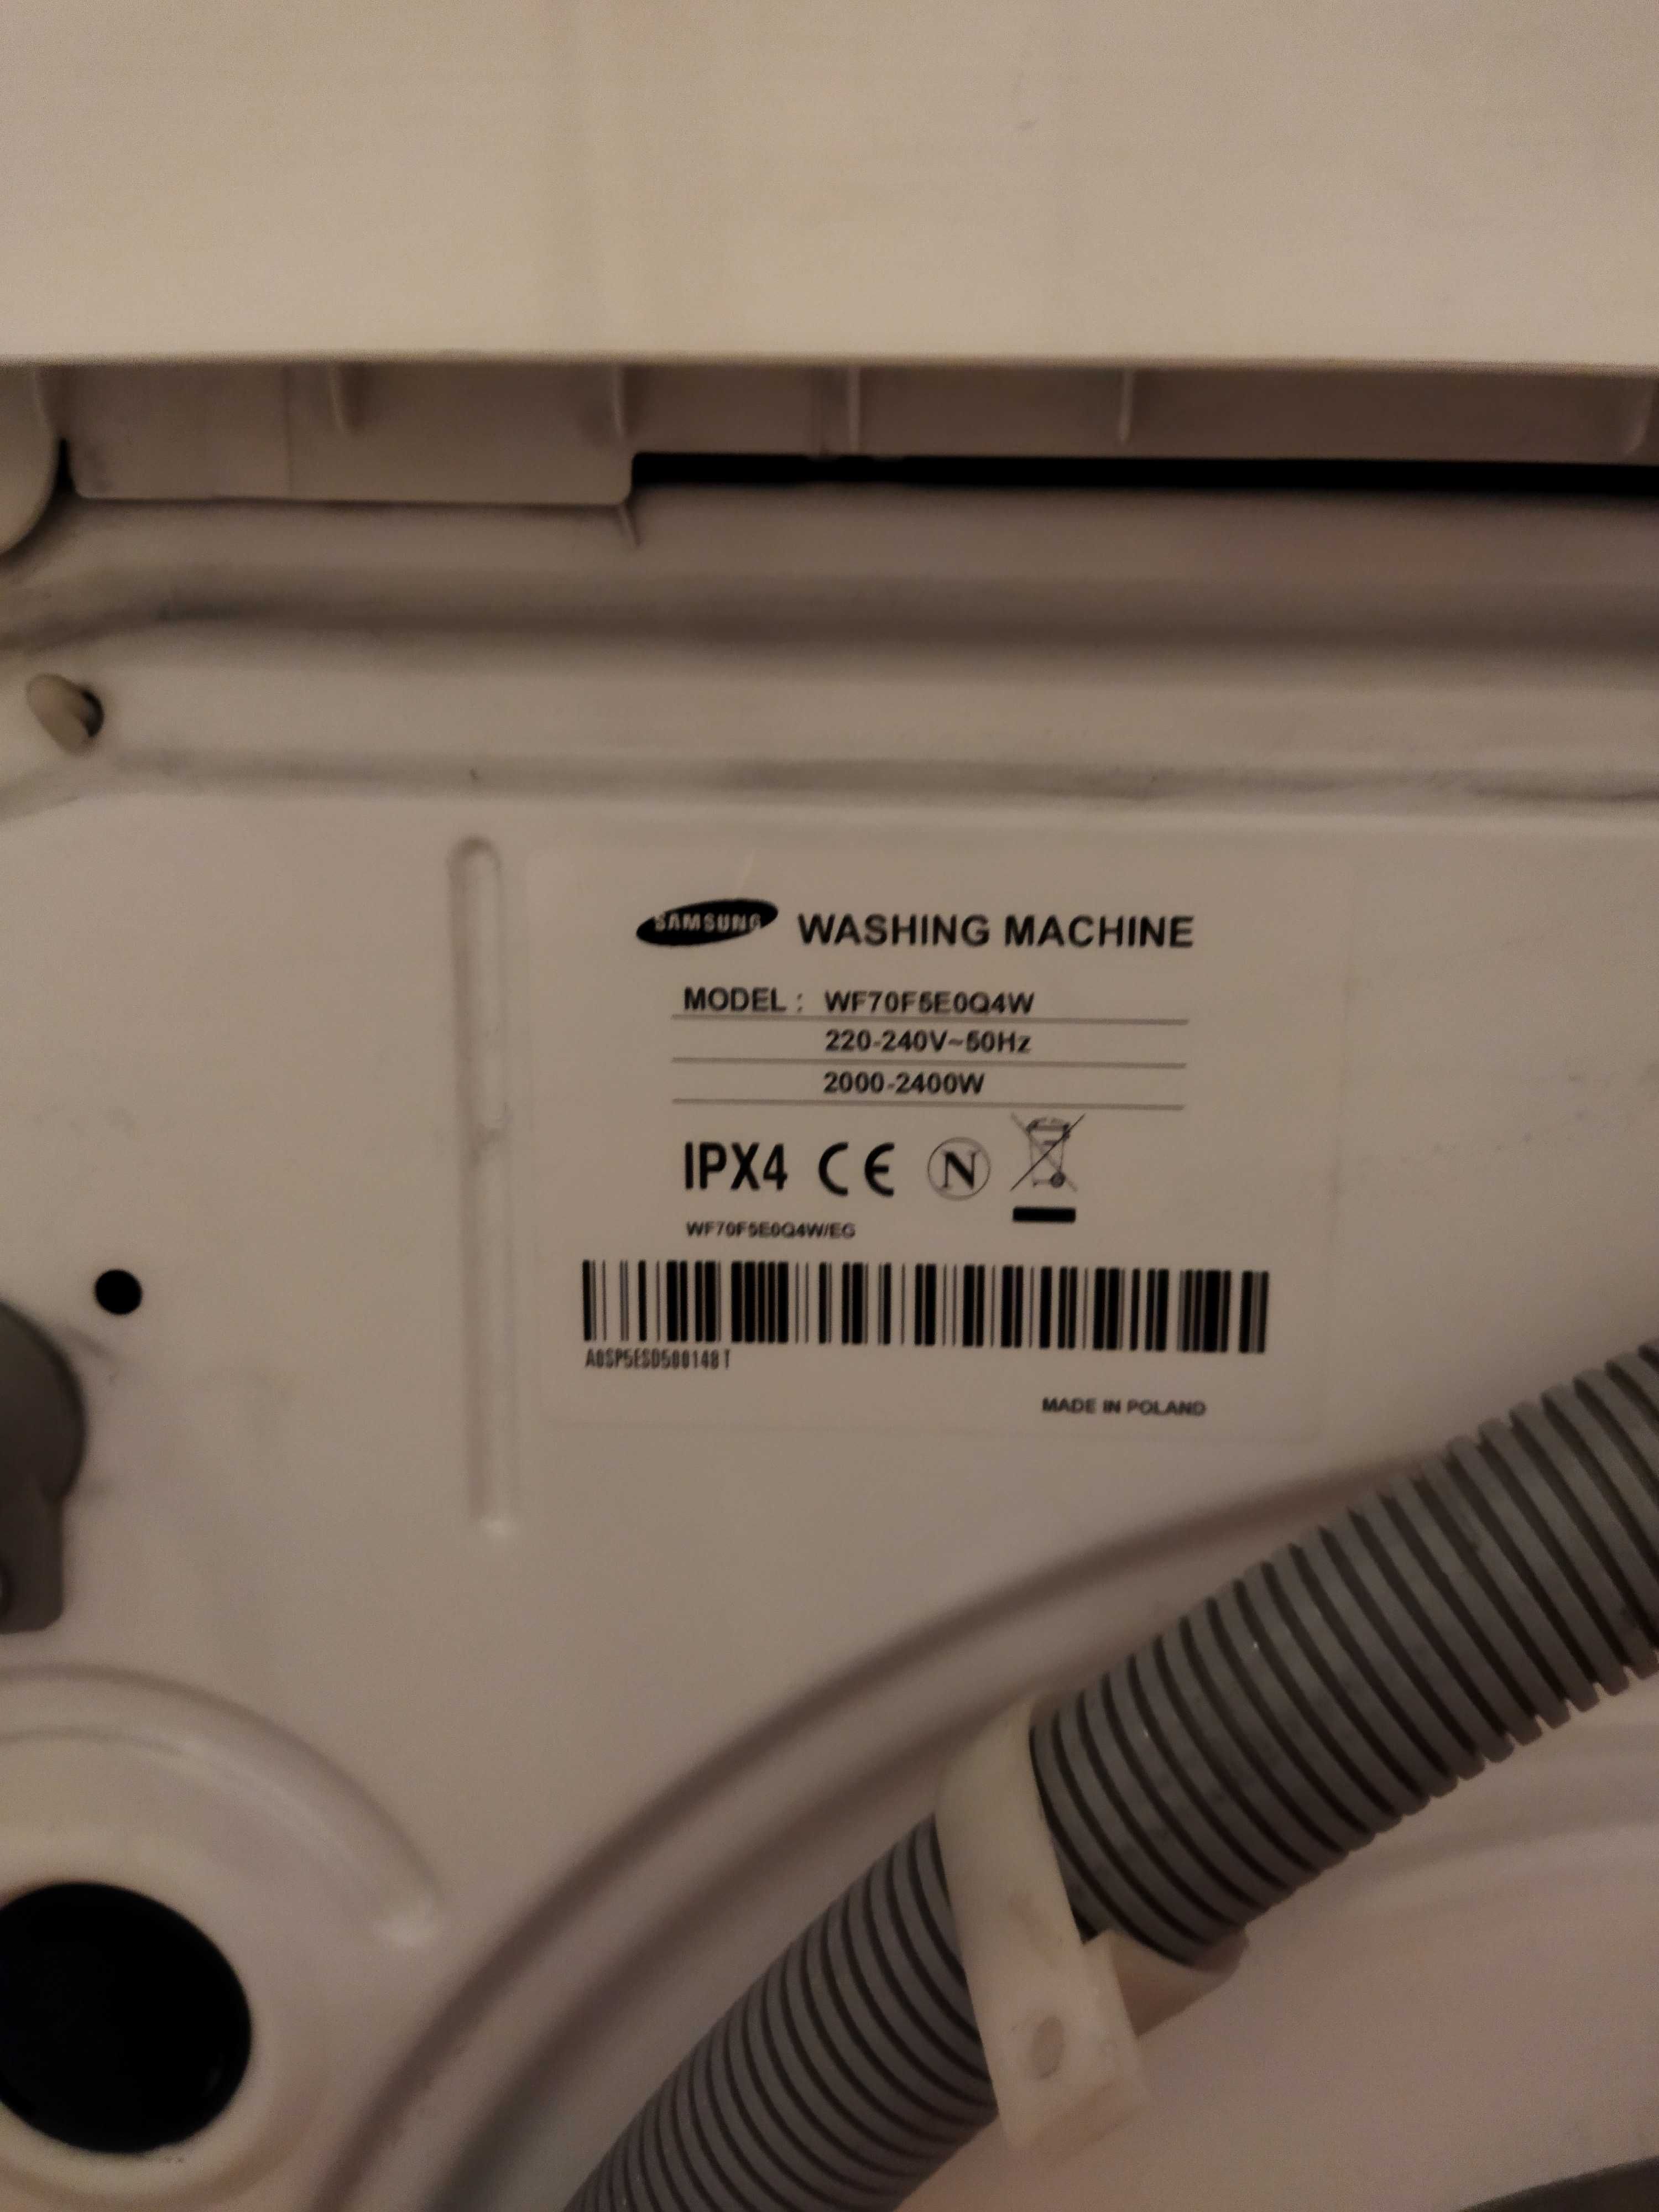 SAMSUNG WASHING MACHINE
MODEL : WF70F5E0Q4W
220-240V~50Hz
2000-2400W
IPX4 CE N
WF70F5E0Q4W/EG
MADE IN POLAND